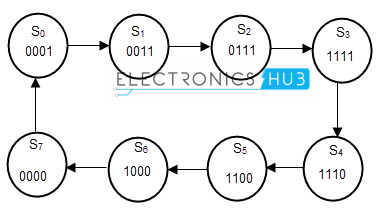 S0
0001
S1
0011
S2
0111
S3
1111
ELECTRONICS HUB
S7
0000
S6
1000
S5
1100
S4
1110